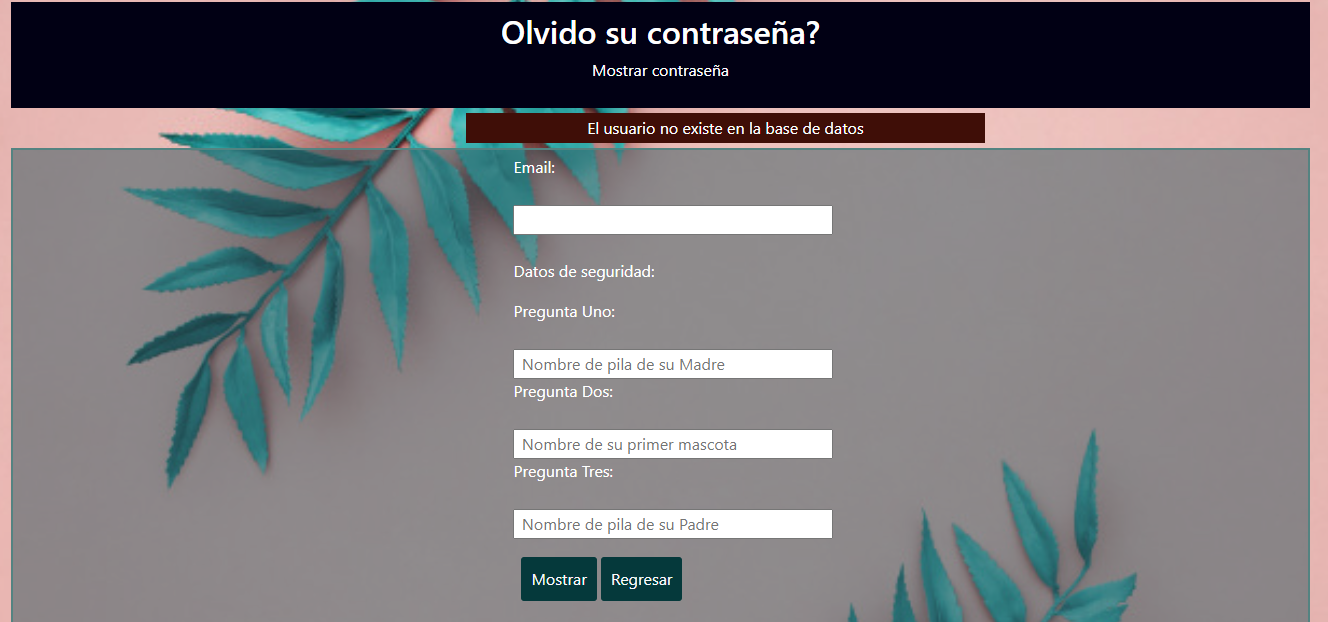 Olvido su contraseña?
Mostrar contraseña
El usuario no existe en la base de datos
Email:
Datos de seguridad:
Pregunta Uno:
Nombre de pila de su Madre
Pregunta Dos:
Nombre de su primer mascota
Pregunta Tres:
Nombre de pila de su Padre
Mostrar Regresar